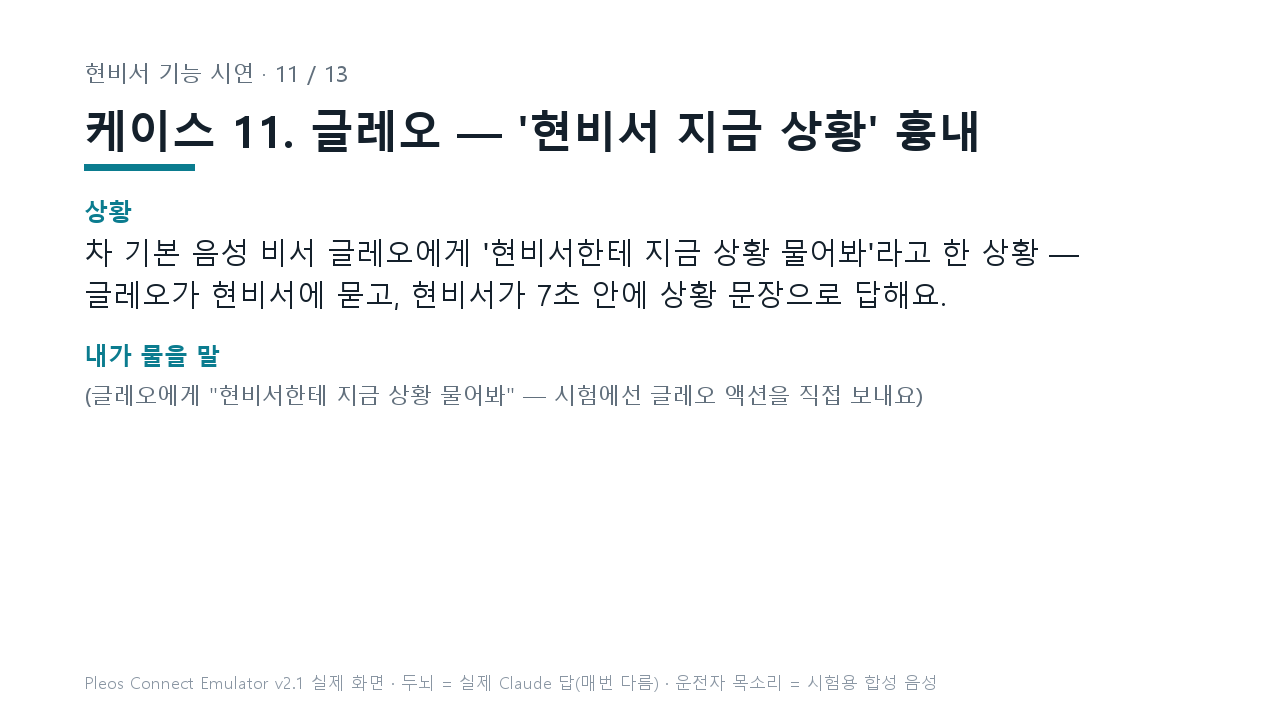 현비서 기능 시연 · 11 / 13
케이스 11. 글레오 — '현비서 지금 상황' 흉내
상황
차 기본 음성 비서 글레오에게 '현비서한테 지금 상황 물어봐'라고 한 상황 —
글레오가 현비서에 묻고, 현비서가 7초 안에 상황 문장으로 답해요.
내가 물을 말
(글레오에게 "현비서한테 지금 상황 물어봐" — 시험에선 글레오 액션을 직접 보내요)
Pleos Connect Emulator v2.1 실제 화면 · 두뇌 = 실제 Claude 답(매번 다름) · 운전자 목소리 = 시험용 합성 음성